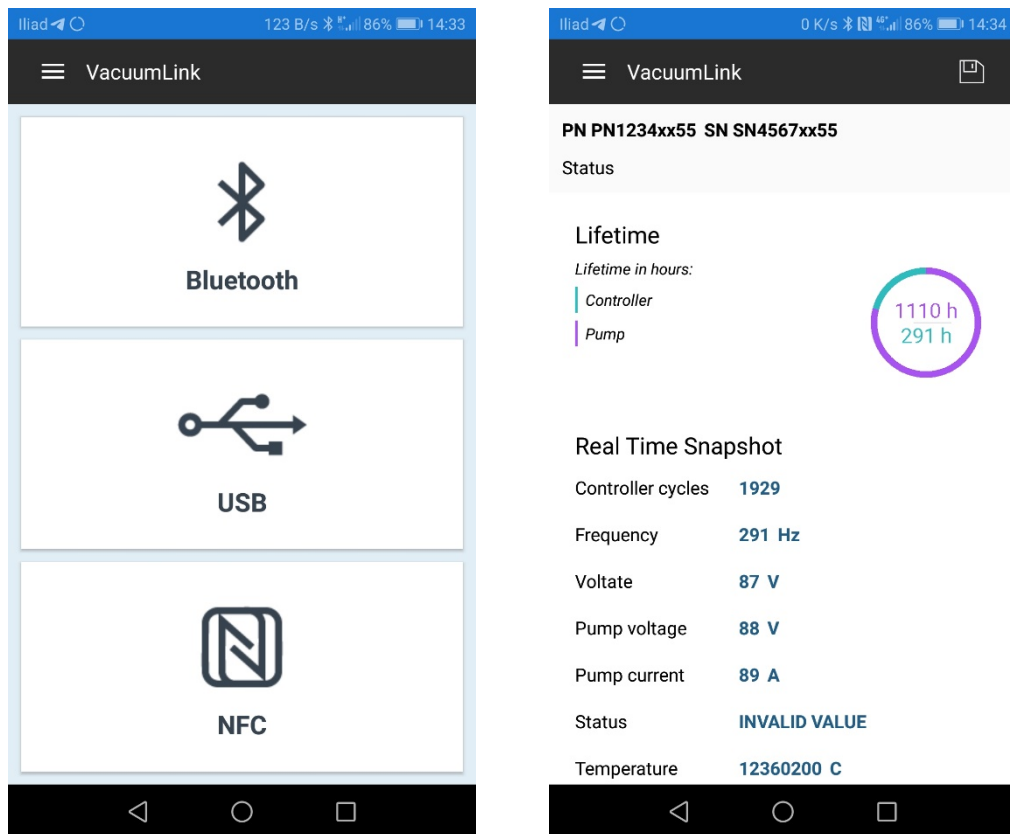 Iliad 123 B/s H+ 86% 14:33
VacuumLink
Bluetooth
USB
NFC
Iliad 0 K/s 4G+ 86% 14:34
VacuumLink
PN PN1234xx55 SN SN4567xx55
Status
Lifetime
Lifetime in hours:
Controller
Pump
1110 h
291 h
Real Time Snapshot
Controller cycles 1929
Frequency 291 Hz
Voltate 87 V
Pump voltage 88 V
Pump current 89 A
Status INVALID VALUE
Temperature 12360200 C